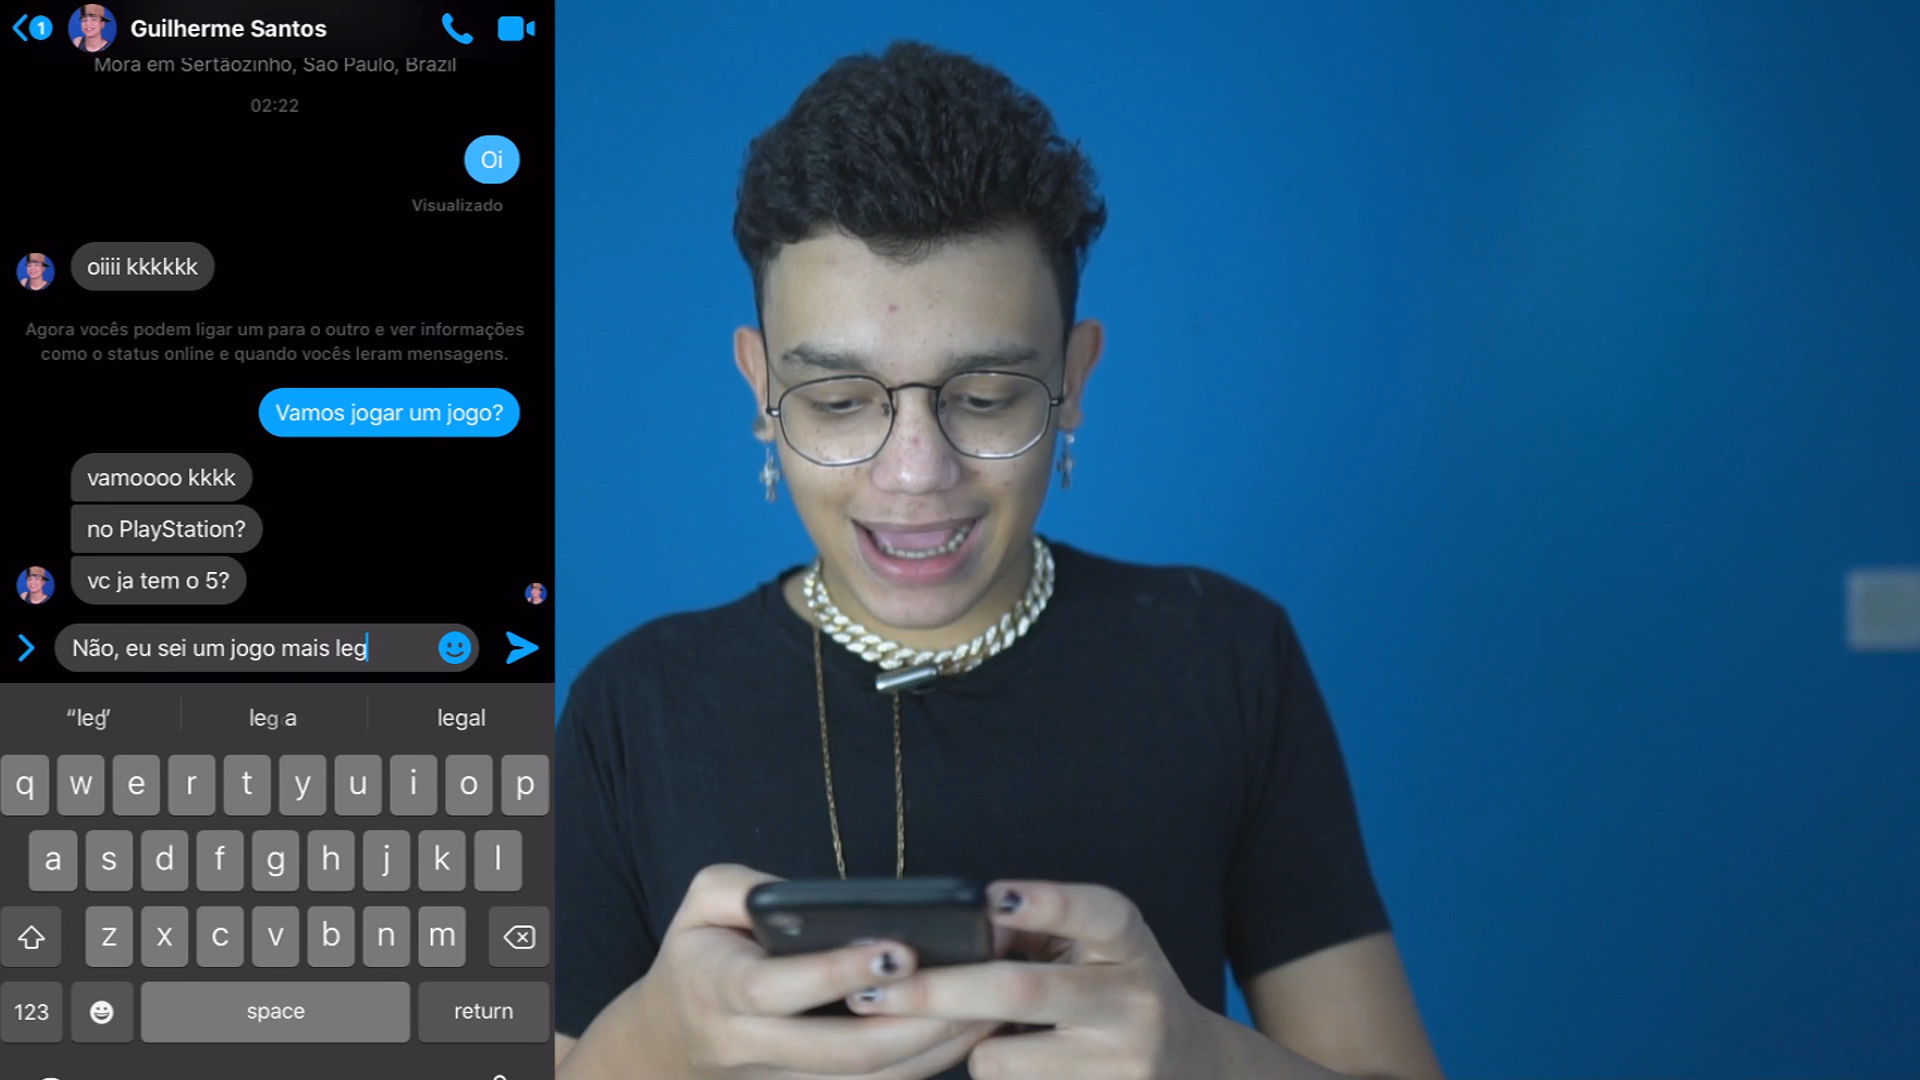 1
Guilherme Santos
Mora em Sertãozinho, São Paulo, Brazil
02:22
Oi
Visualizado
oiiii kkkkkk
Agora vocês podem ligar um para o outro e ver informações
como o status online e quando vocês leram mensagens.
Vamos jogar um jogo?
vamoooo kkkk
no PlayStation?
vc ja tem o 5?
Não, eu sei um jogo mais leg
“leg” leg a legal
q w e r t y u i o p
a s d f g h j k l
z x c v b n m
123 space return